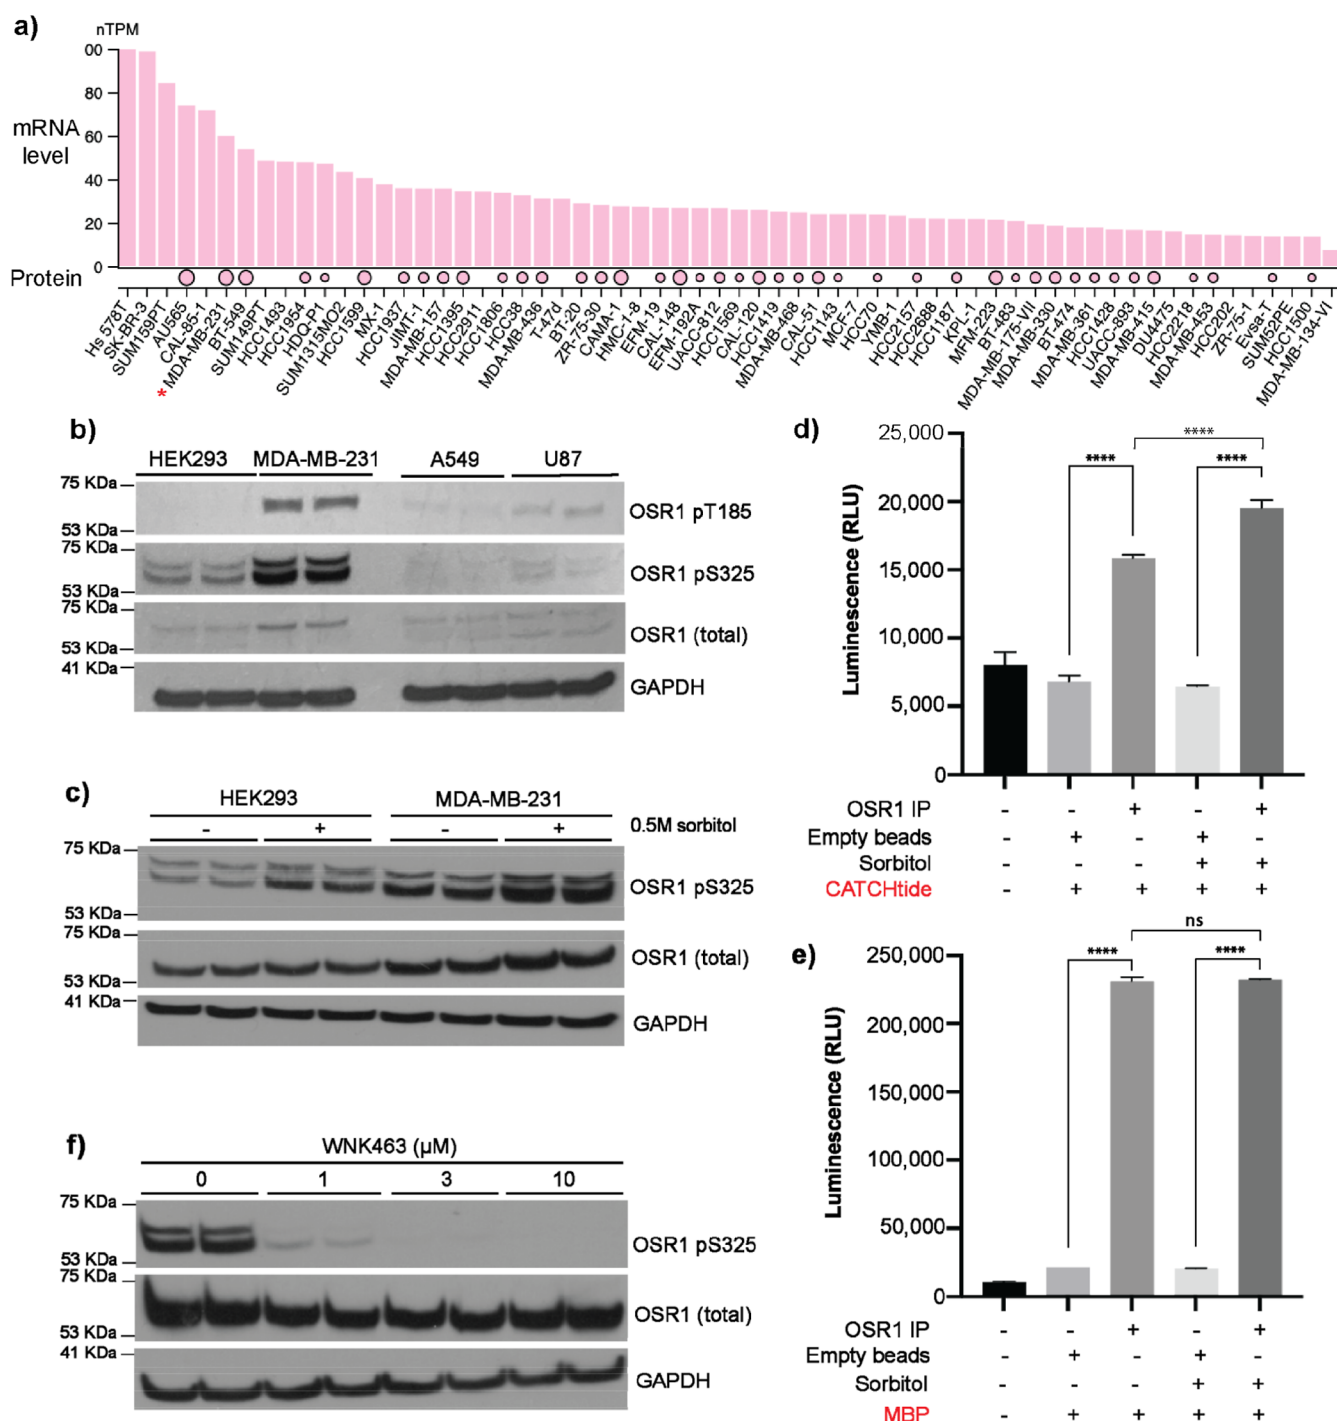 a)
nTPM
00
80
60
40
20
0
mRNA
level
Protein
Hs 578T
SK-BR-3
SUM159PT
AU565
CAL-85-1
* MDA-MB-231
BT-549
SUM149PT
HCC1493
HCC1954
HDQ-P1
SUM1315MO2
HCC1599
MX-1
HCC1937
JIMT-1
MDA-MB-157
HCC1395
HCC2911
HCC1806
HCC38
MDA-MB-436
T-47d
BT-20
ZR-75-30
CAMA-1
HMC-1-8
EFM-19
CAL-148
EFM-192A
UACC-812
HCC1569
CAL-120
HCC1419
MDA-MB-468
CAL-51
HCC1143
MCF-7
HCC70
YMB-1
HCC2157
HCC2688
HCC1187
KPL-1
MFM-223
BT-483
MDA-MB-175-VII
MDA-MB-330
BT-474
MDA-MB-361
HCC1428
UACC-893
MDA-MB-415
DU4475
HCC2218
MDA-MB-453
HCC202
ZR-75-1
Evsa-T
SUM52PE
HCC1500
MDA-MB-134-VI
b)
HEK293 MDA-MB-231 A549 U87
75 KDa
OSR1 pT185
53 KDa
75 KDa
OSR1 pS325
53 KDa
75 KDa
OSR1 (total)
53 KDa
41 KDa
GAPDH
c)
HEK293 MDA-MB-231
- + - + 0.5M sorbitol
75 KDa
OSR1 pS325
53 KDa
75 KDa
OSR1 (total)
53 KDa
41 KDa
GAPDH
f)
WNK463 (µM)
0 1 3 10
75 KDa
OSR1 pS325
53 KDa
75 KDa
OSR1 (total)
53 KDa
41 KDa
GAPDH
d)
Luminescence (RLU)
25,000
20,000
15,000
10,000
5,000
0
****
**** ****
OSR1 IP - - + - +
Empty beads - + - + -
Sorbitol - - - + +
CATCHtide - + + + +
e)
Luminescence (RLU)
250,000
200,000
150,000
100,000
50,000
0
ns
**** ****
OSR1 IP - - + - +
Empty beads - + - + -
Sorbitol - - - + +
MBP - + + + +